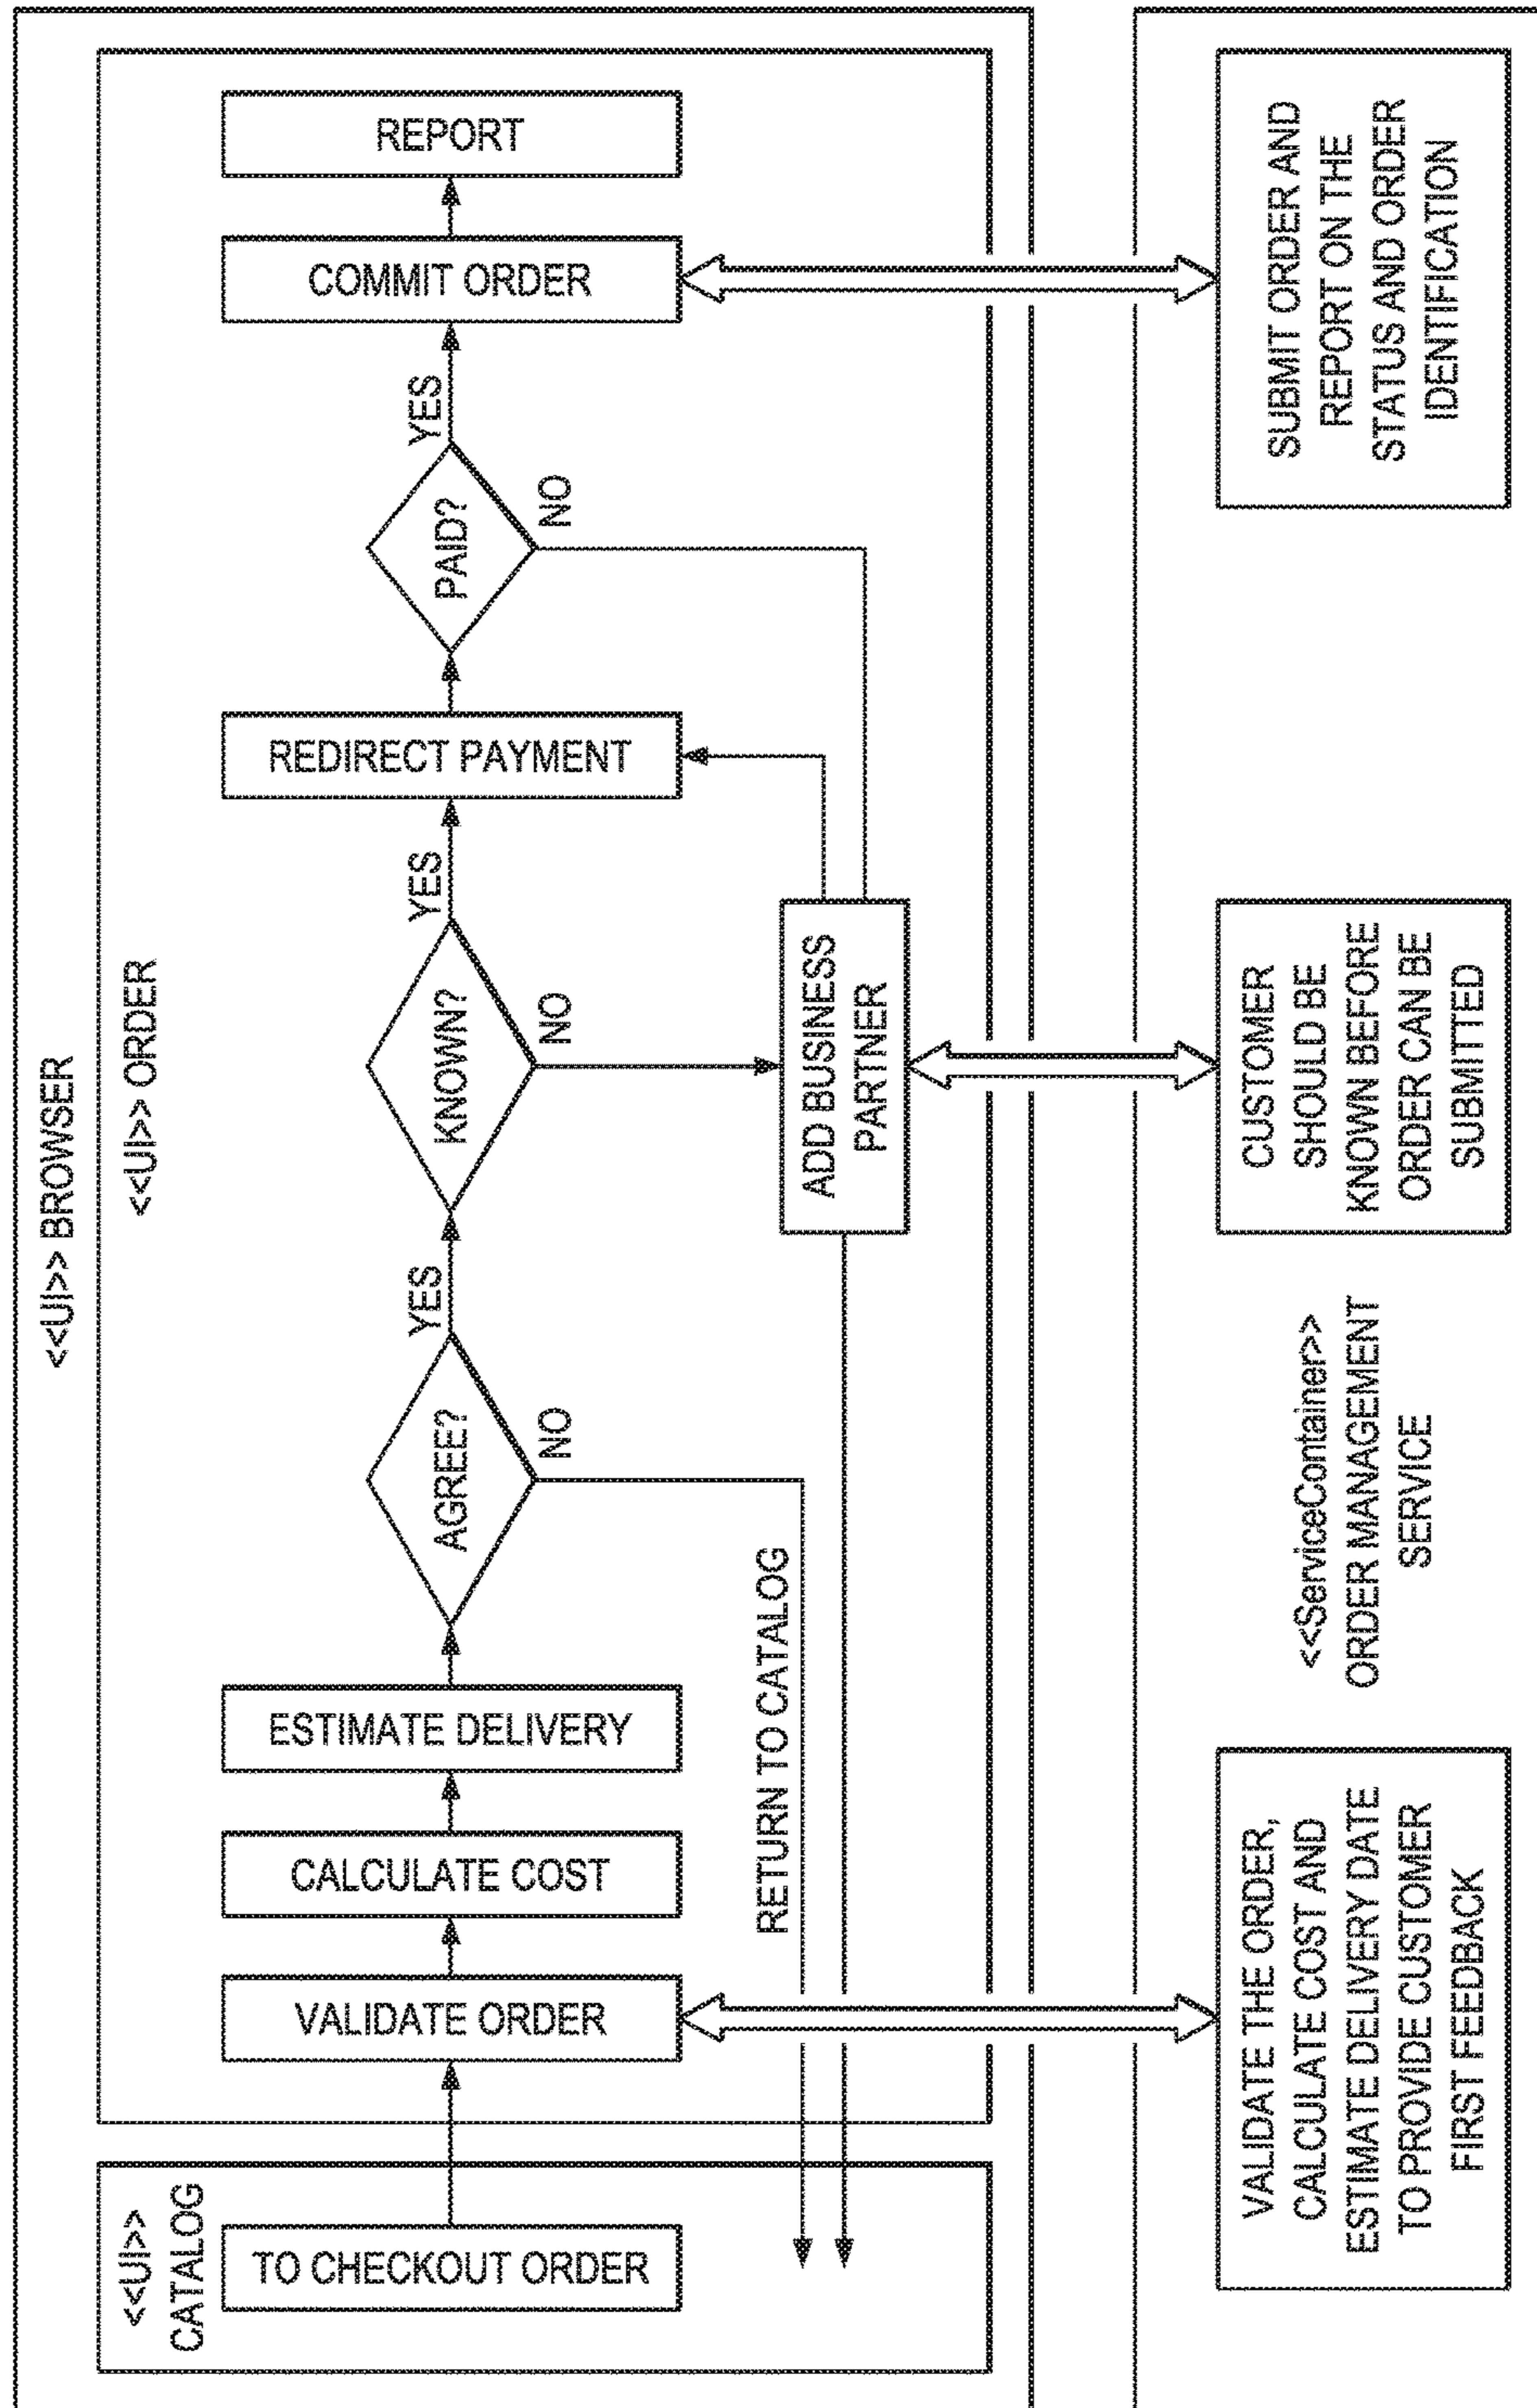 <<UI>> BROWSER
<<UI>>
CATALOG
TO CHECKOUT ORDER
<<UI>> ORDER
VALIDATE ORDER
CALCULATE COST
ESTIMATE DELIVERY
AGREE?
YES
NO
RETURN TO CATALOG
KNOWN?
YES
NO
ADD BUSINESS
PARTNER
REDIRECT PAYMENT
PAID?
YES
NO
COMMIT ORDER
REPORT
VALIDATE THE ORDER,
CALCULATE COST AND
ESTIMATE DELIVERY DATE
TO PROVIDE CUSTOMER
FIRST FEEDBACK
<<ServiceContainer>>
ORDER MANAGEMENT
SERVICE
CUSTOMER
SHOULD BE
KNOWN BEFORE
ORDER CAN BE
SUBMITTED
SUBMIT ORDER AND
REPORT ON THE
STATUS AND ORDER
IDENTIFICATION